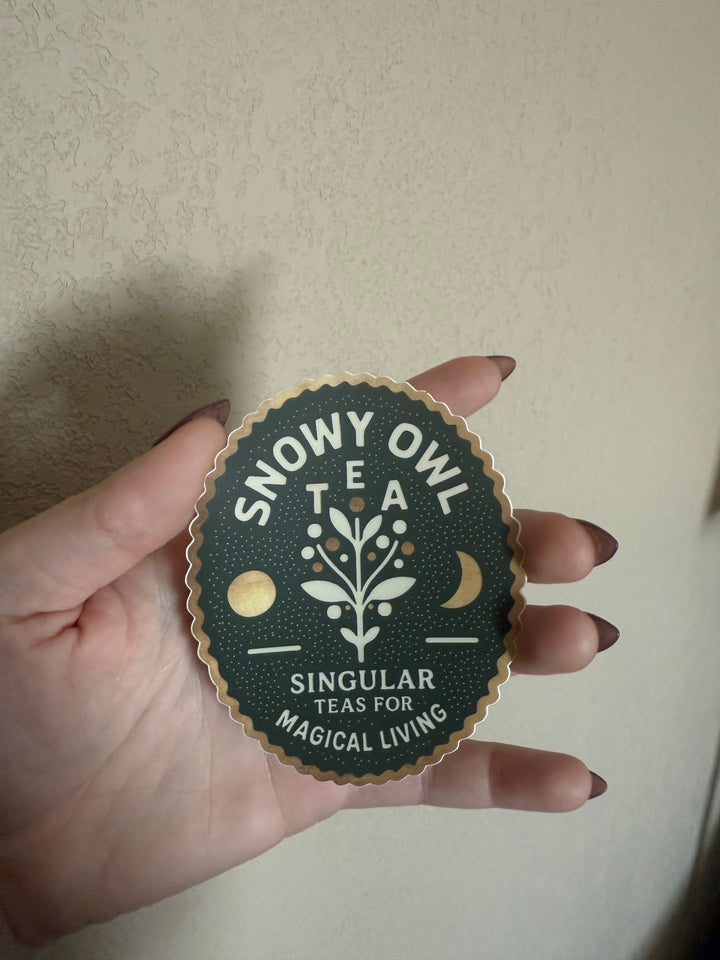 SNOWY OWL
TEA
SINGULAR
TEAS FOR
MAGICAL LIVING